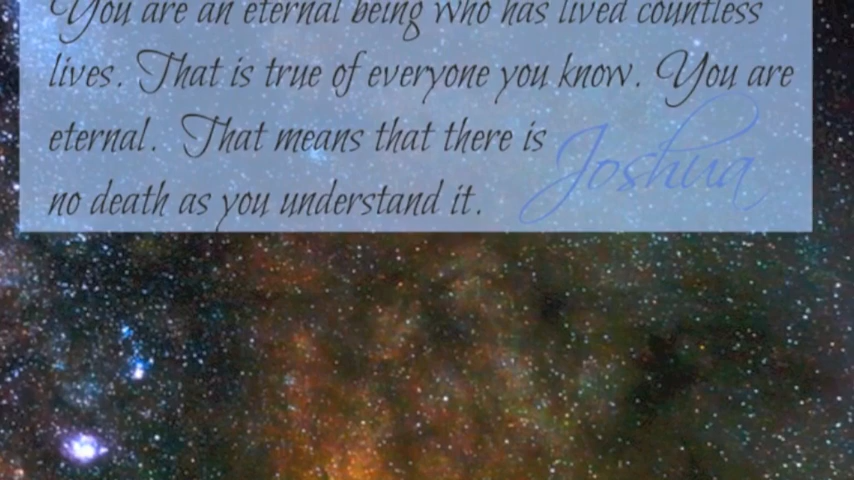 You are an eternal being who has lived countless
lives. That is true of everyone you know. You are
eternal. That means that there is
no death as you understand it.
Joshua